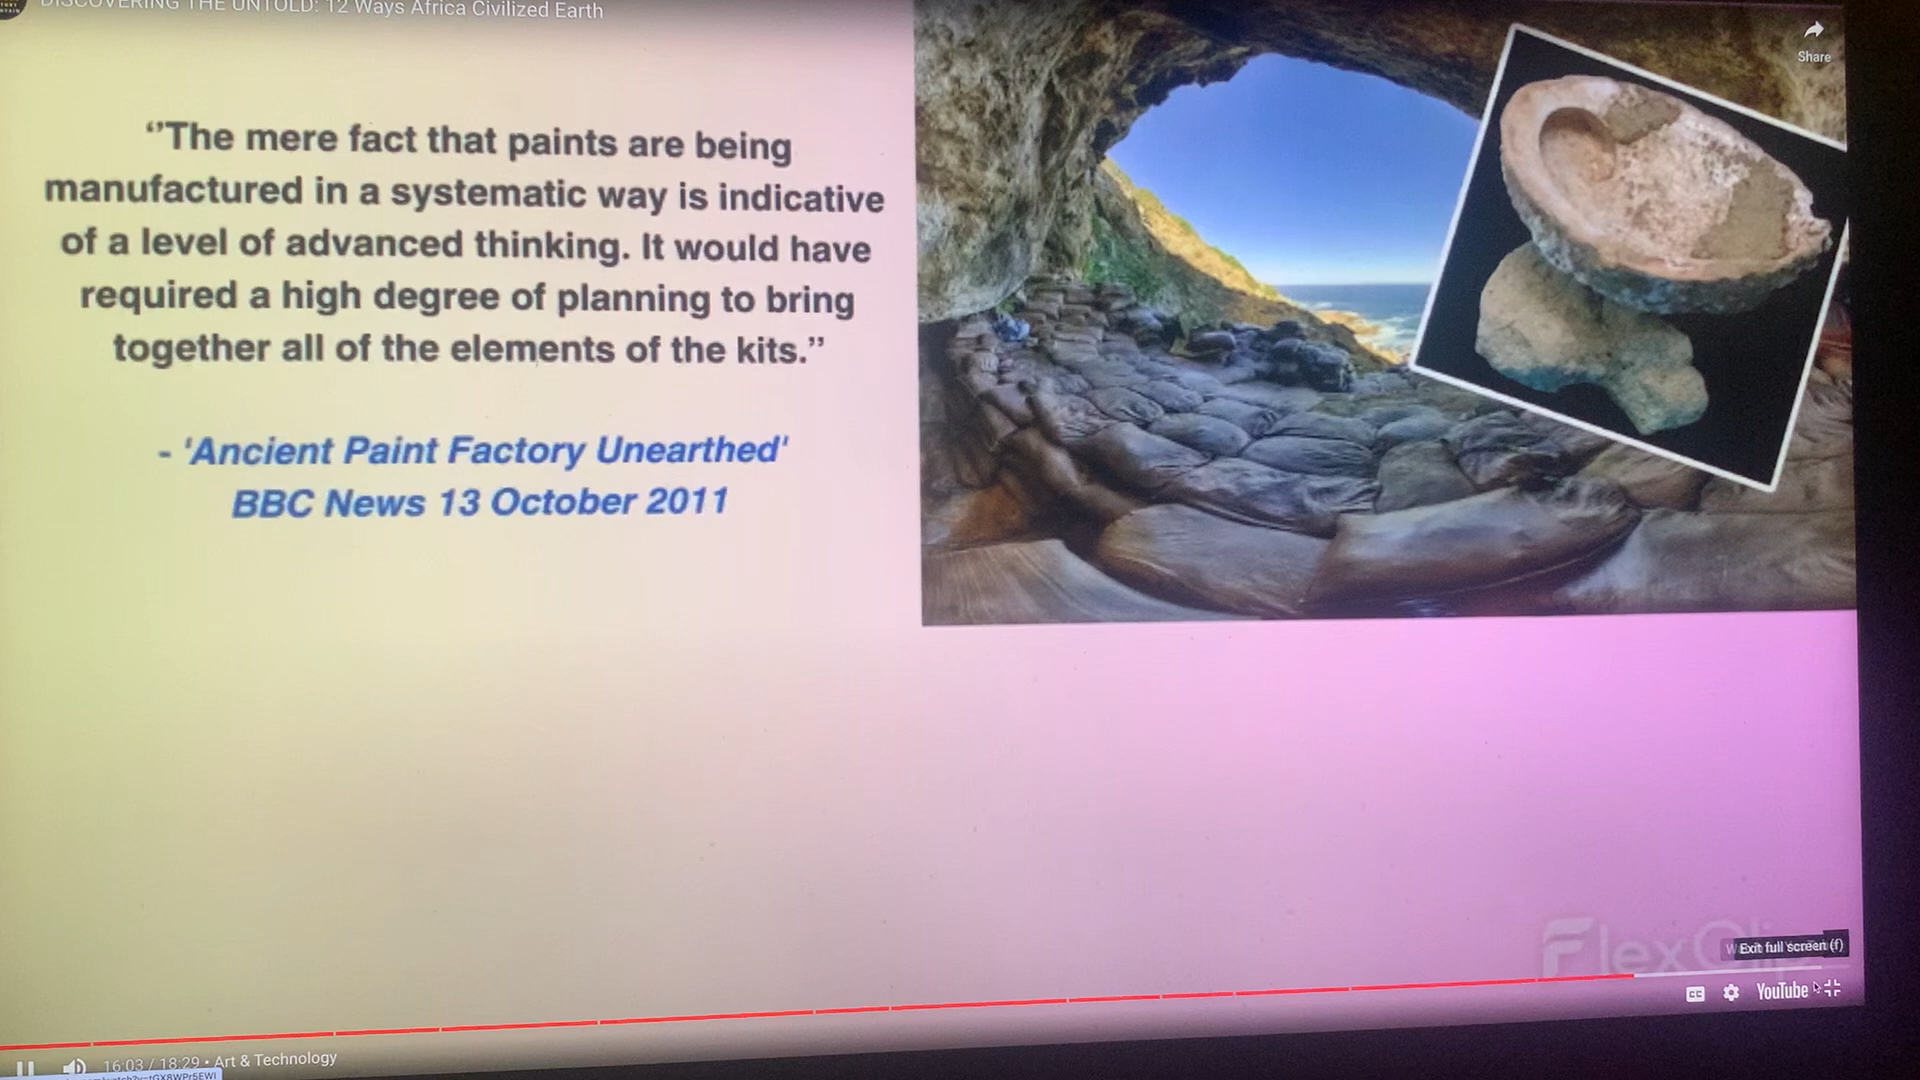 DISCOVERING THE UNTOLD: 12 Ways Africa Civilized Earth
Share
‘’The mere fact that paints are being
manufactured in a systematic way is indicative
of a level of advanced thinking. It would have
required a high degree of planning to bring
together all of the elements of the kits.’’
- 'Ancient Paint Factory Unearthed'
BBC News 13 October 2011
FlexClip
Exit full screen (f)
CC
YouTube
16:03 / 18:29 • Art & Technology